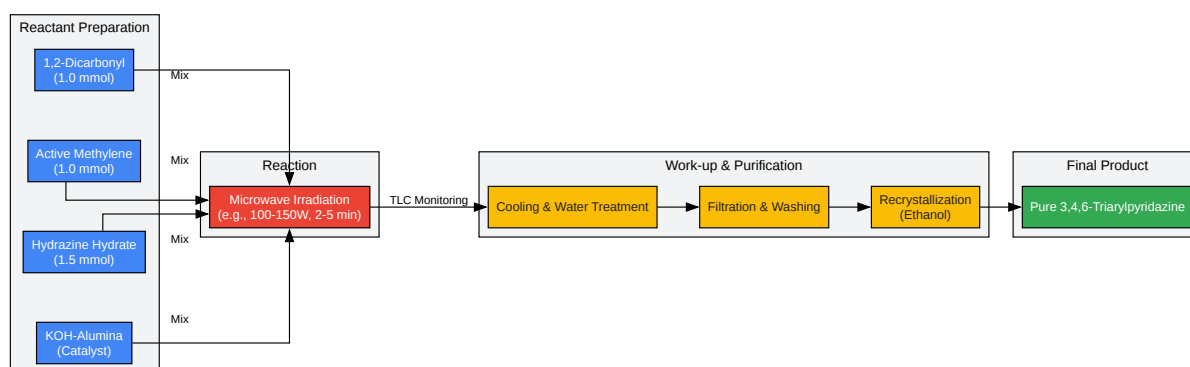 Reactant Preparation
1,2-Dicarbonyl
(1.0 mmol)
Mix
Active Methylene
(1.0 mmol)
Mix
Hydrazine Hydrate
(1.5 mmol)
Mix
KOH-Alumina
(Catalyst)
Mix
Reaction
Microwave Irradiation
(e.g., 100-150W, 2-5 min)
TLC Monitoring
Work-up & Purification
Cooling & Water Treatment
Filtration & Washing
Recrystallization
(Ethanol)
Final Product
Pure 3,4,6-Triarylpyridazine